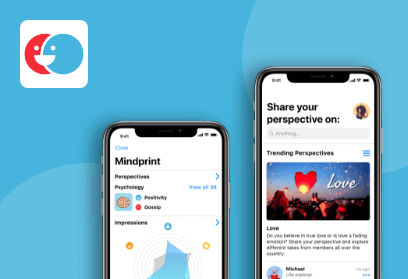 9:41
Close
Mindprint
Perspectives
Psychology
View all 36
Positivity
Gossip
Impressions
9:41
Share your
perspective on:
Anything...
Trending Perspectives
Love
Love
Do you believe in true love or is love a fading
emotion? Share your perspective and explore
different takes from members all over the
country.
Michael
Life explorer